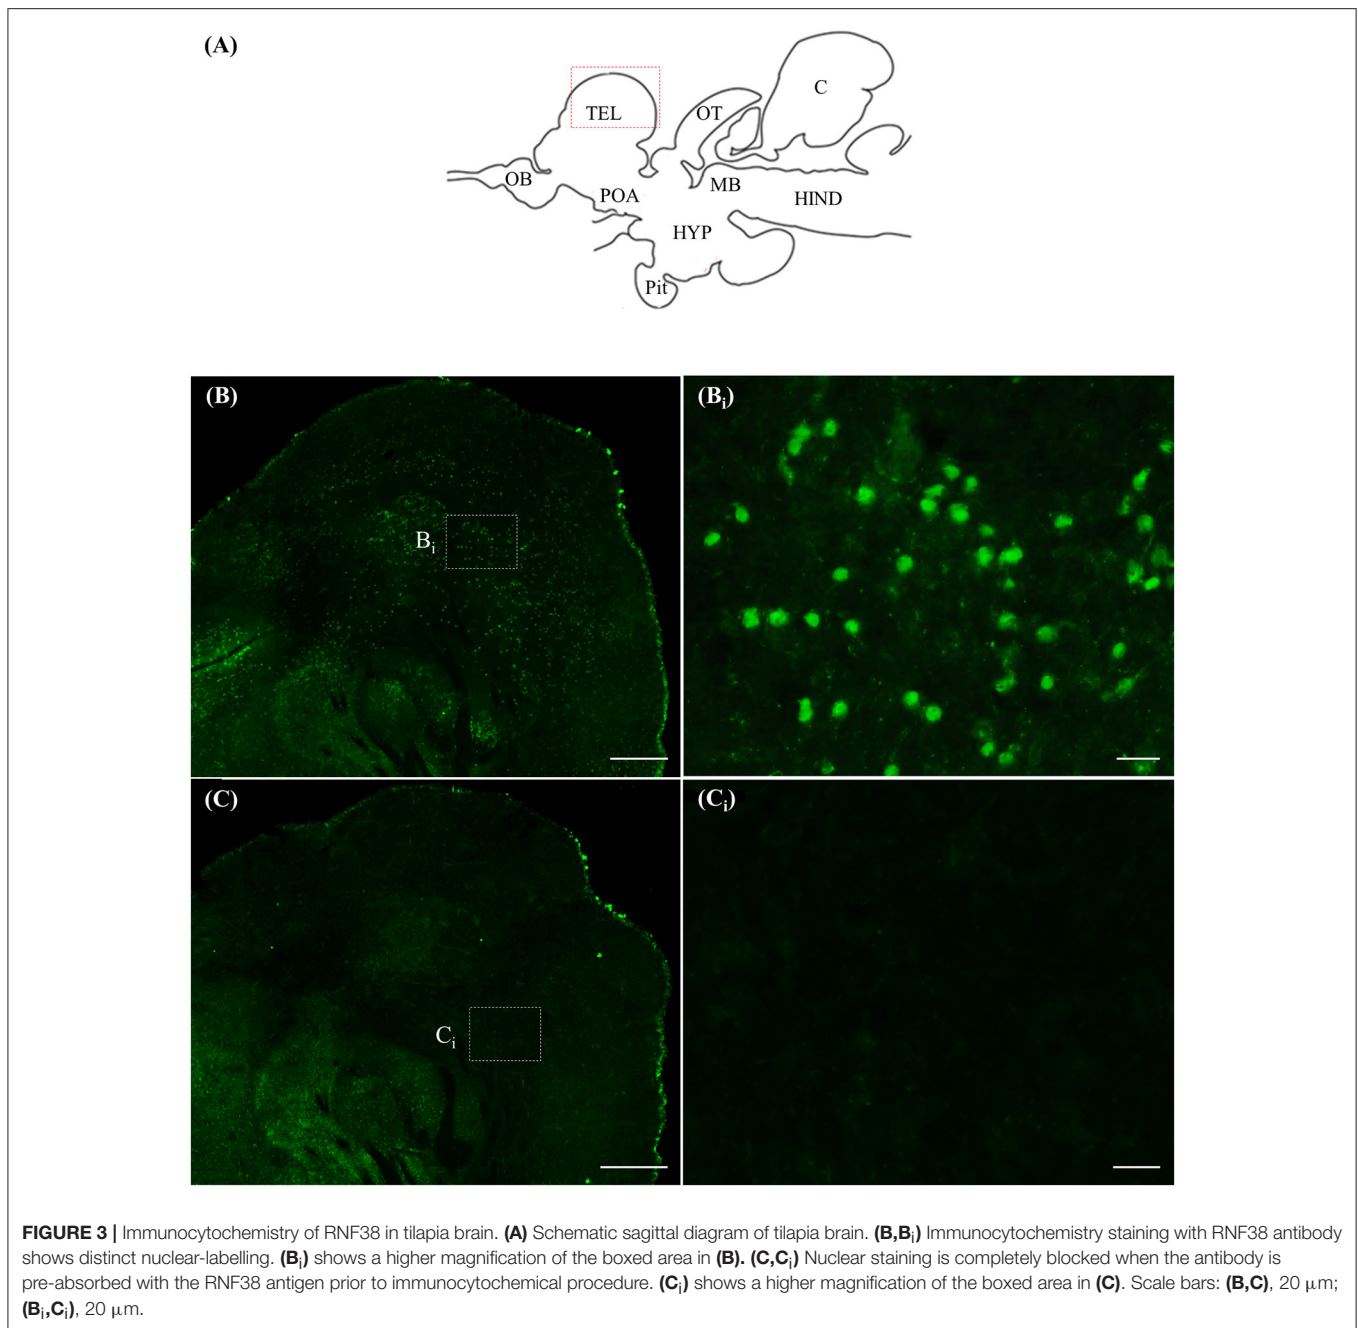 (A)
TEL
OT
C
OB
POA
MB
HIND
HYP
Pit
(B)
(Bi)
Bi
(C)
(Ci)
Ci
FIGURE 3 | Immunocytochemistry of RNF38 in tilapia brain. (A) Schematic sagittal diagram of tilapia brain. (B,Bi) Immunocytochemistry staining with RNF38 antibody
shows distinct nuclear-labelling. (Bi) shows a higher magnification of the boxed area in (B). (C,Ci) Nuclear staining is completely blocked when the antibody is
pre-absorbed with the RNF38 antigen prior to immunocytochemical procedure. (Ci) shows a higher magnification of the boxed area in (C). Scale bars: (B,C), 20 μm;
(Bi,Ci), 20 μm.